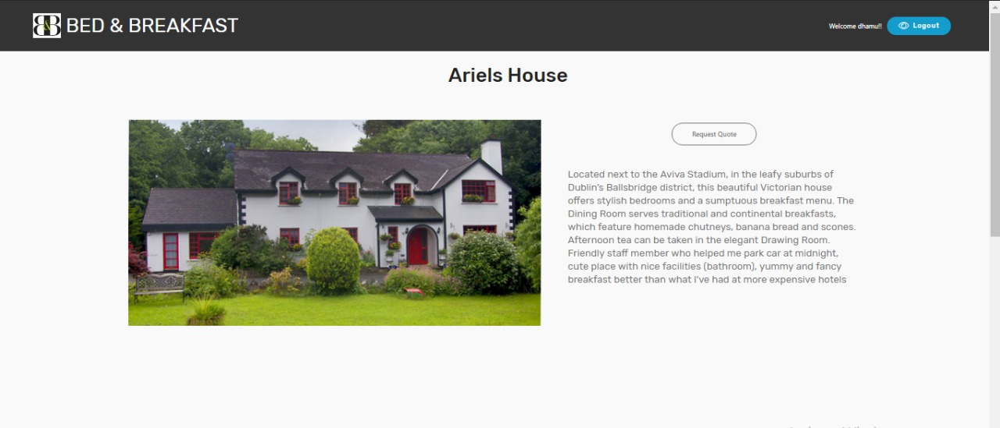 B&B BED & BREAKFAST
Welcome dhamu!!
Logout
Ariels House
Request Quote
Located next to the Aviva Stadium, in the leafy suburbs of
Dublin's Ballsbridge district, this beautiful Victorian house
offers stylish bedrooms and a sumptuous breakfast menu. The
Dining Room serves traditional and continental breakfasts,
which feature homemade chutneys, banana bread and scones.
Afternoon tea can be taken in the elegant Drawing Room.
Friendly staff member who helped me park car at midnight,
cute place with nice facilities (bathroom), yummy and fancy
breakfast better than what I've had at more expensive hotels